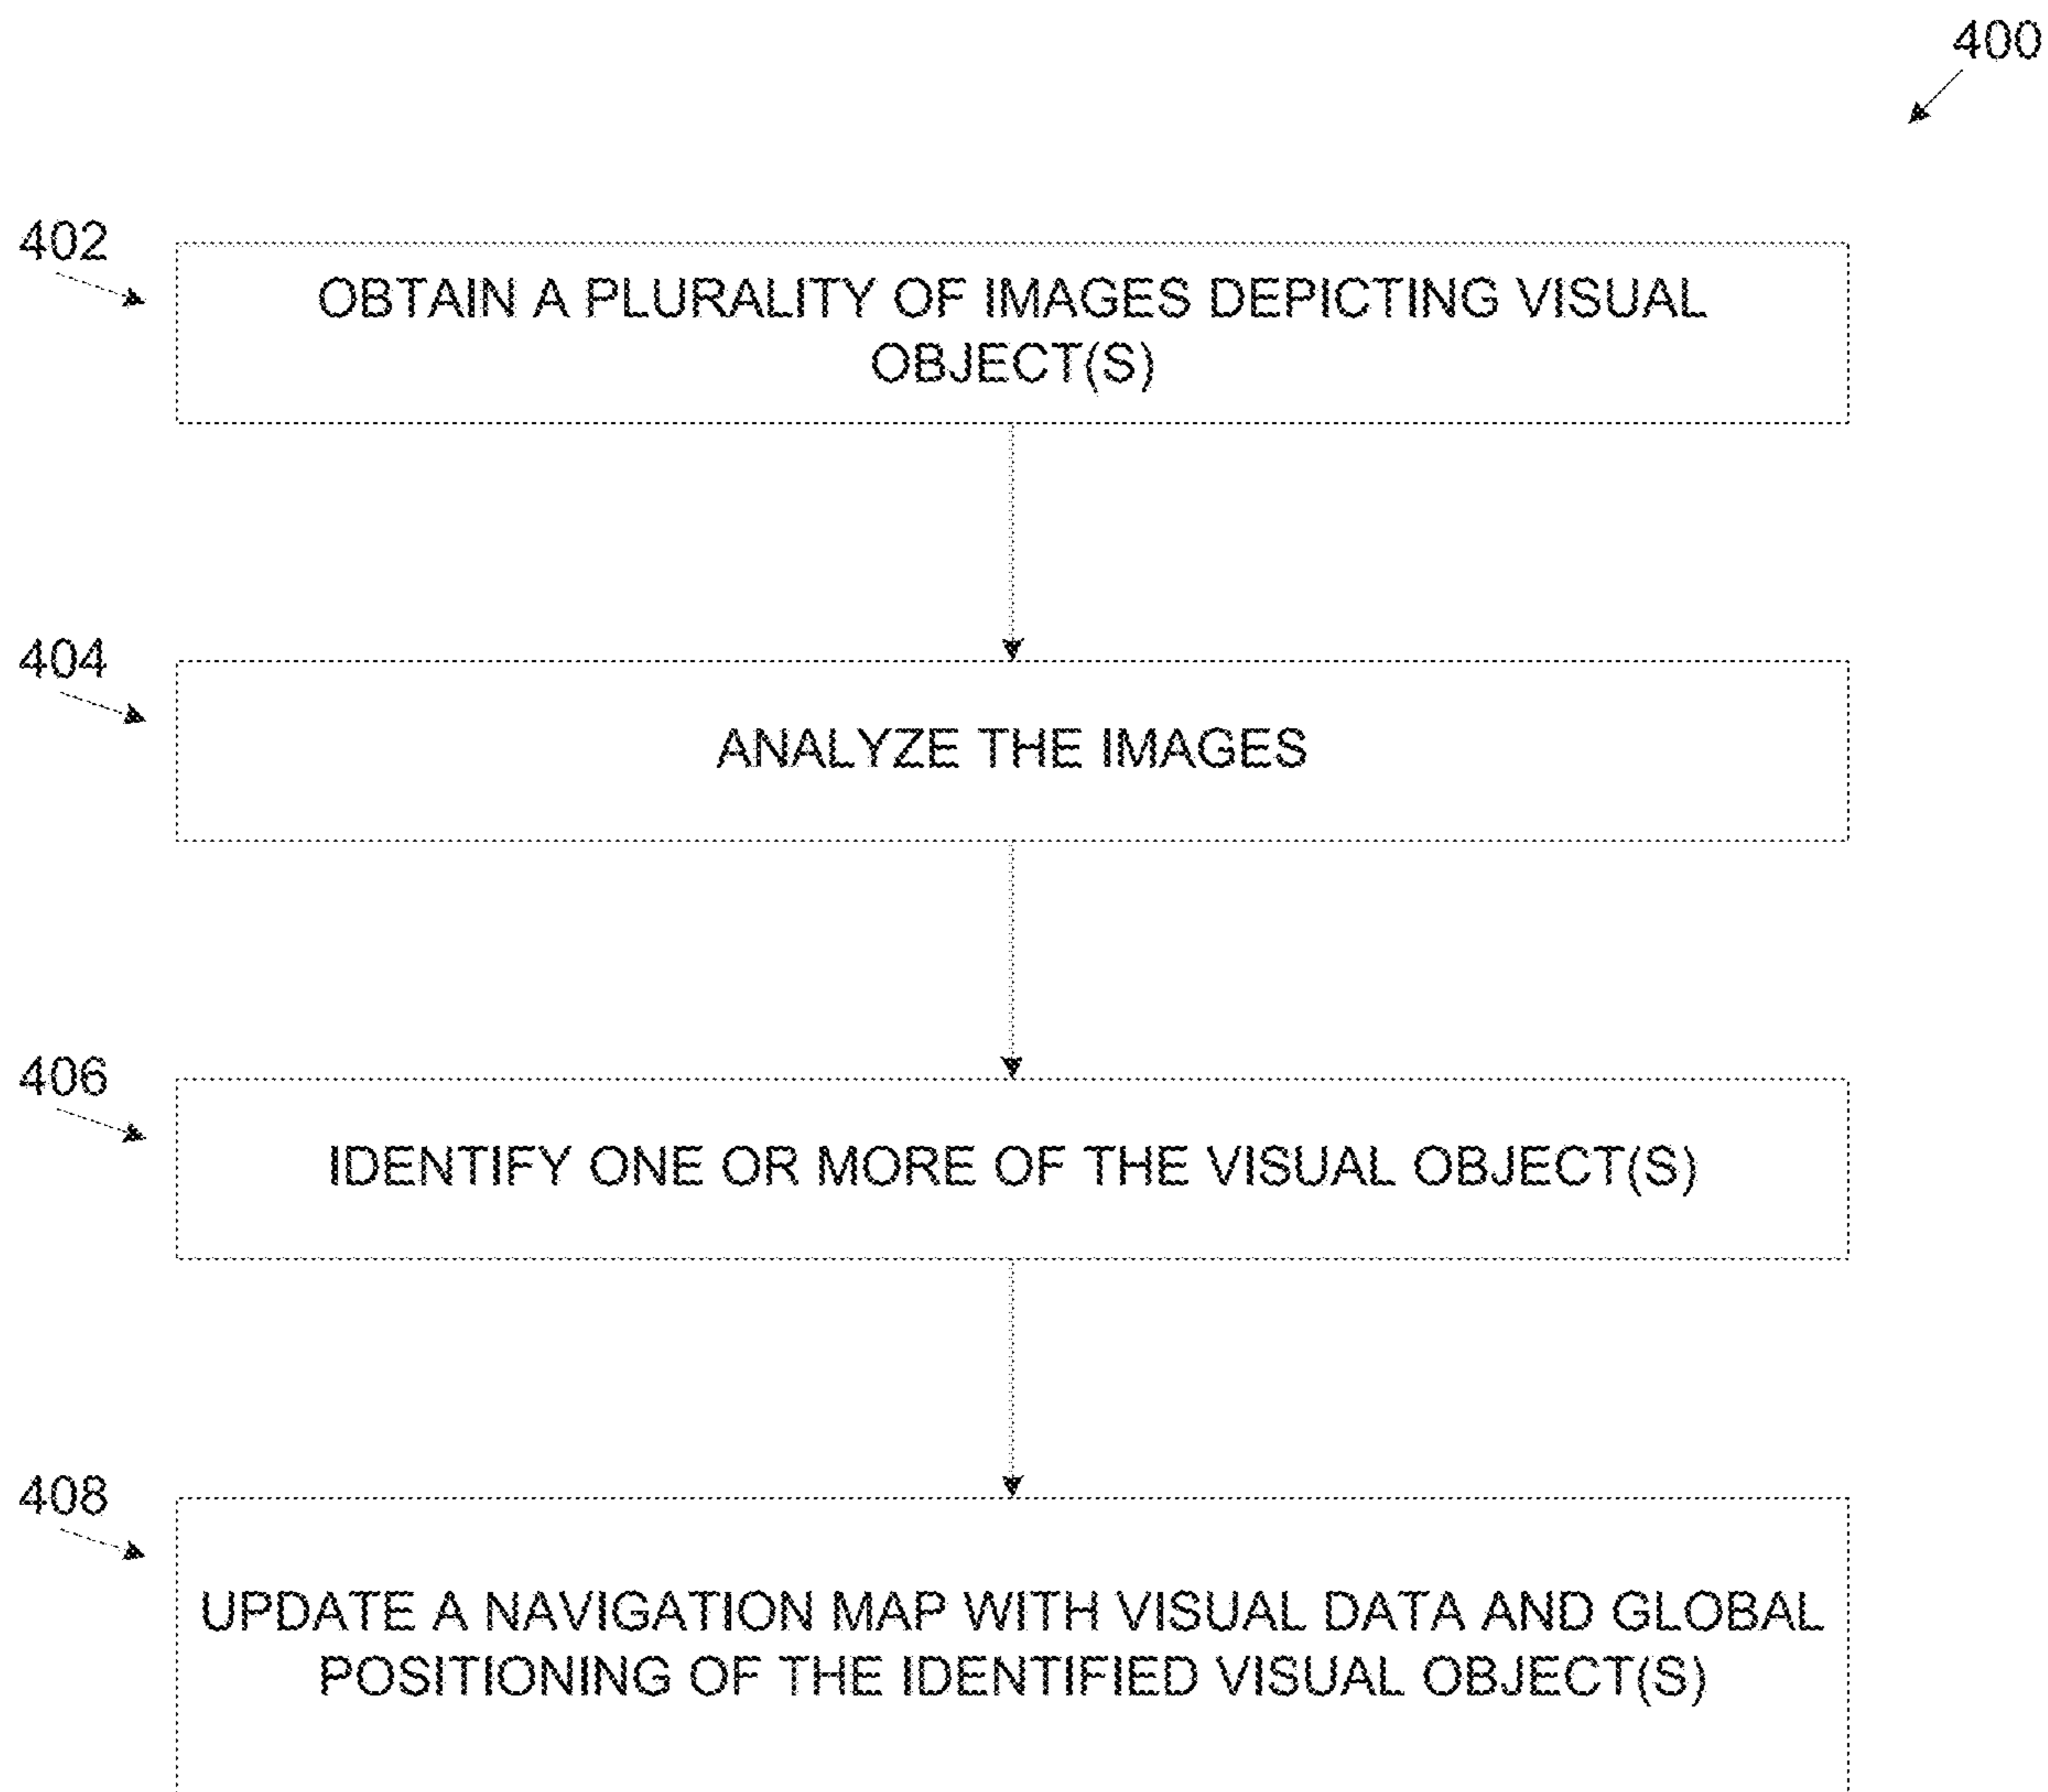 400
402
OBTAIN A PLURALITY OF IMAGES DEPICTING VISUAL
OBJECT(S)
404
ANALYZE THE IMAGES
406
IDENTIFY ONE OR MORE OF THE VISUAL OBJECT(S)
408
UPDATE A NAVIGATION MAP WITH VISUAL DATA AND GLOBAL
POSITIONING OF THE IDENTIFIED VISUAL OBJECT(S)